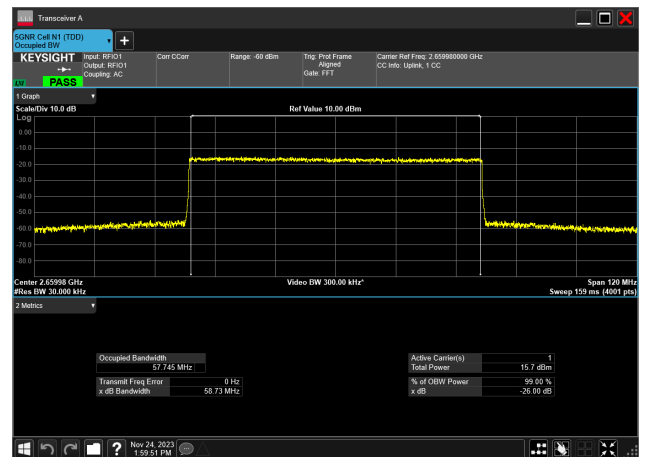 Transceiver A
5GNR Cell N1 (TDD)
Occupied BW
KEYSIGHT
LXI
PASS
Input: RFIO1
Output: RFIO1
Coupling: AC
Corr CCorr
Range: -60 dBm
Trig: Prot Frame
Aligned
Gate: FFT
Carrier Ref Freq: 2.659980000 GHz
CC Info: Uplink, 1 CC
1 Graph
Scale/Div 10.0 dB
Ref Value 10.00 dBm
Log
0.00
-10.0
-20.0
-30.0
-40.0
-50.0
-60.0
-70.0
-80.0
Center 2.65998 GHz
Video BW 300.00 kHz*
Span 120 MHz
#Res BW 30.000 kHz
Sweep 159 ms (4001 pts)
2 Metrics
Occupied Bandwidth
57.745 MHz
Active Carrier(s) 1
Total Power 15.7 dBm
Transmit Freq Error 0 Hz
x dB Bandwidth 58.73 MHz
% of OBW Power 99.00 %
x dB -26.00 dB
Nov 24, 2023
1:59:51 PM